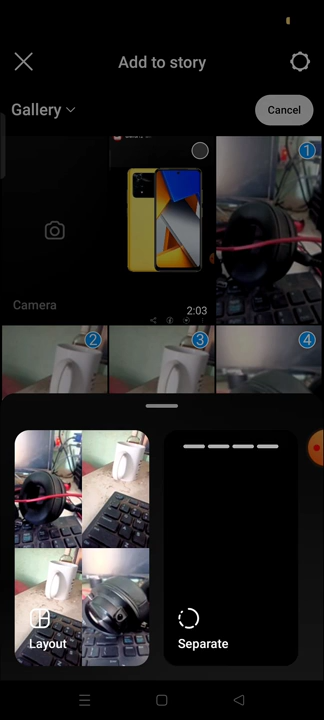 Add to story
Gallery
Cancel
1
2:03
Camera
2
3
4
Layout
Separate